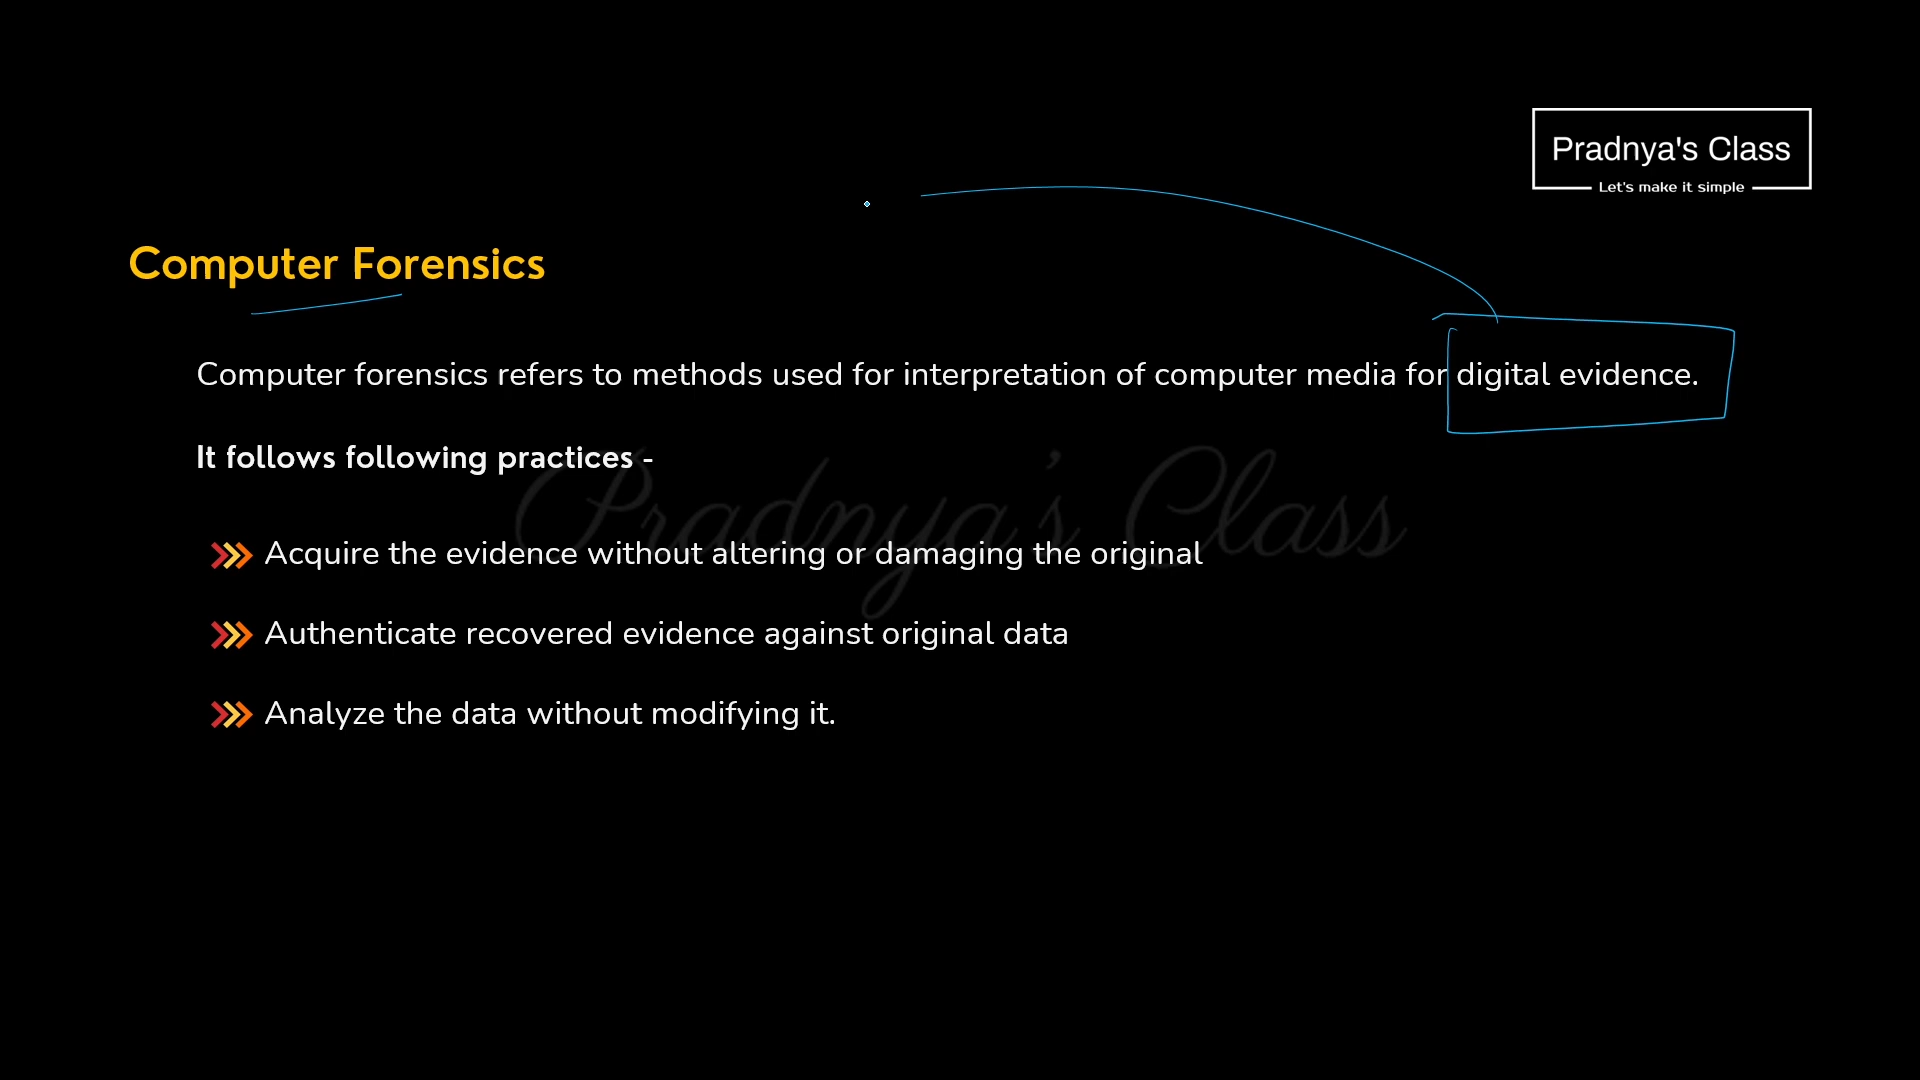 Pradnya's Class
Let's make it simple
Computer Forensics
Computer forensics refers to methods used for interpretation of computer media for digital evidence.
It follows following practices -
Pradnya's Class
Acquire the evidence without altering or damaging the original
Authenticate recovered evidence against original data
Analyze the data without modifying it.